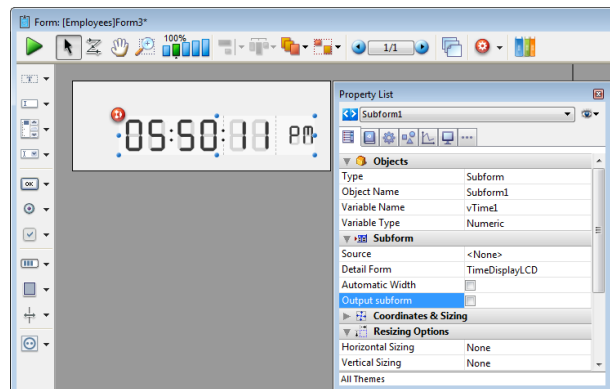 Form: [Employees]Form3*
100%
1/1
05:50:11 PM
OK
Property List
Subform1
Objects
Type Subform
Object Name Subform1
Variable Name vTime1
Variable Type Numeric
Subform
Source <None>
Detail Form TimeDisplayLCD
Automatic Width
Output subform
Coordinates & Sizing
Resizing Options
Horizontal Sizing None
Vertical Sizing None
All Themes